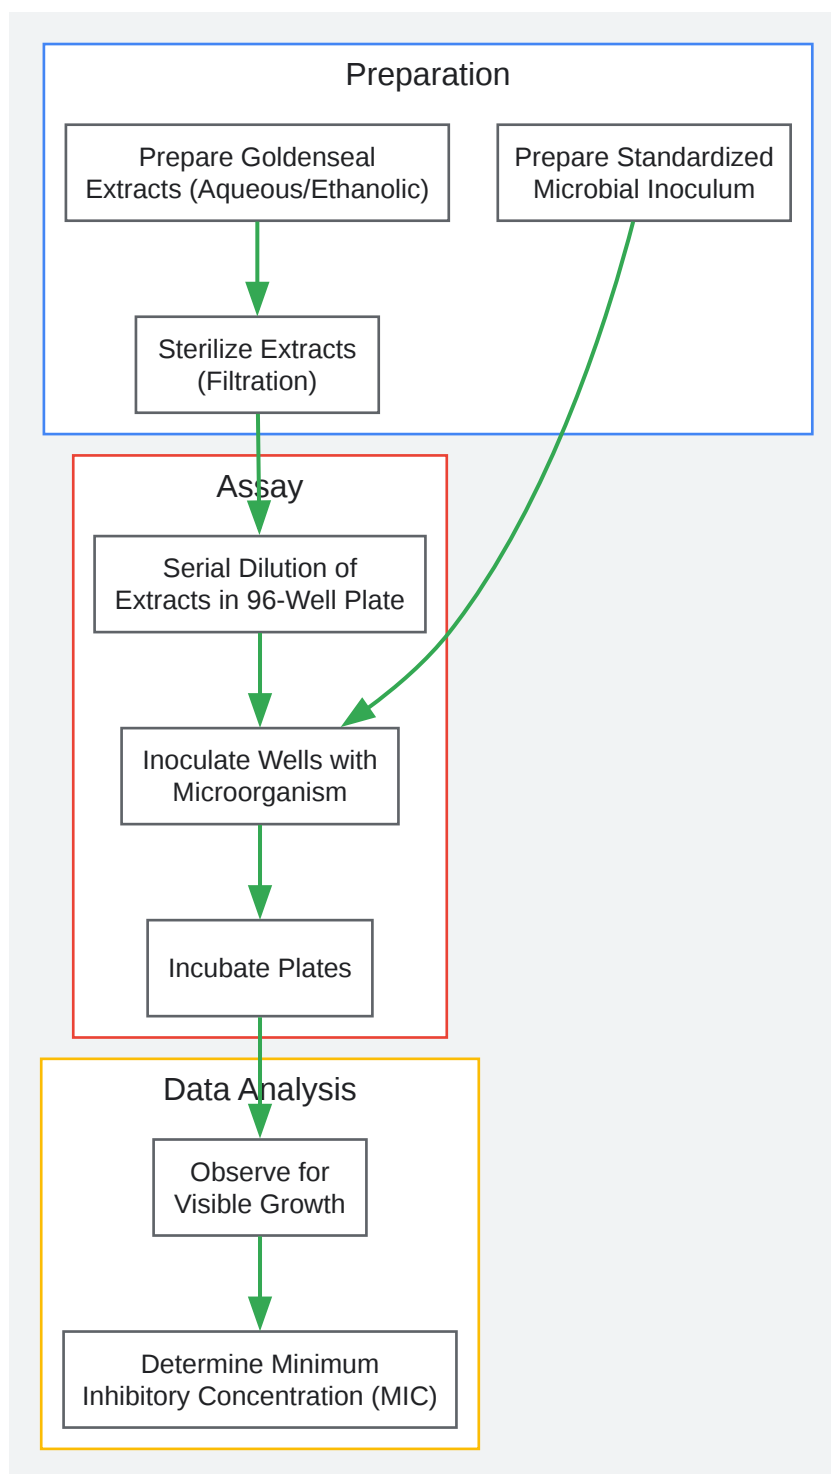 Preparation
Prepare Goldenseal
Extracts (Aqueous/Ethanolic)
Prepare Standardized
Microbial Inoculum
Sterilize Extracts
(Filtration)
Assay
Serial Dilution of
Extracts in 96-Well Plate
Inoculate Wells with
Microorganism
Incubate Plates
Data Analysis
Observe for
Visible Growth
Determine Minimum
Inhibitory Concentration (MIC)